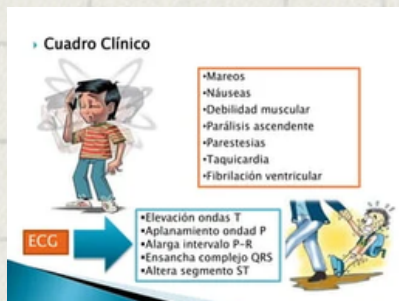 Cuadro Clínico
•Mareos
•Náuseas
•Debilidad muscular
•Parálisis ascendente
•Parestesias
•Taquicardia
•Fibrilación ventricular
ECG
•Elevación ondas T
•Aplanamiento ondad P
•Alarga intervalo P-R
•Ensancha complejo QRS
•Altera segmento ST